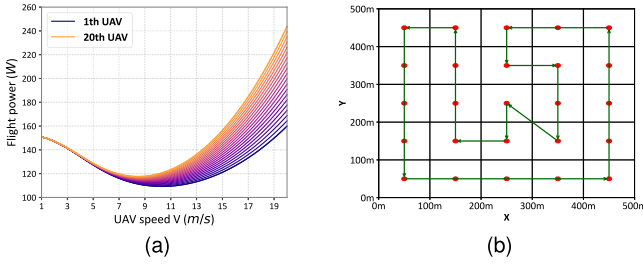 260
240
220
200
180
160
140
120
100
Flight power (W)
1th UAV
20th UAV
1 3 5 7 9 11 13 15 17 19
UAV speed V (m/s)
(a)
500m
400m
300m
200m
100m
0m
Y
0m 100m 200m 300m 400m 500m
X
(b)